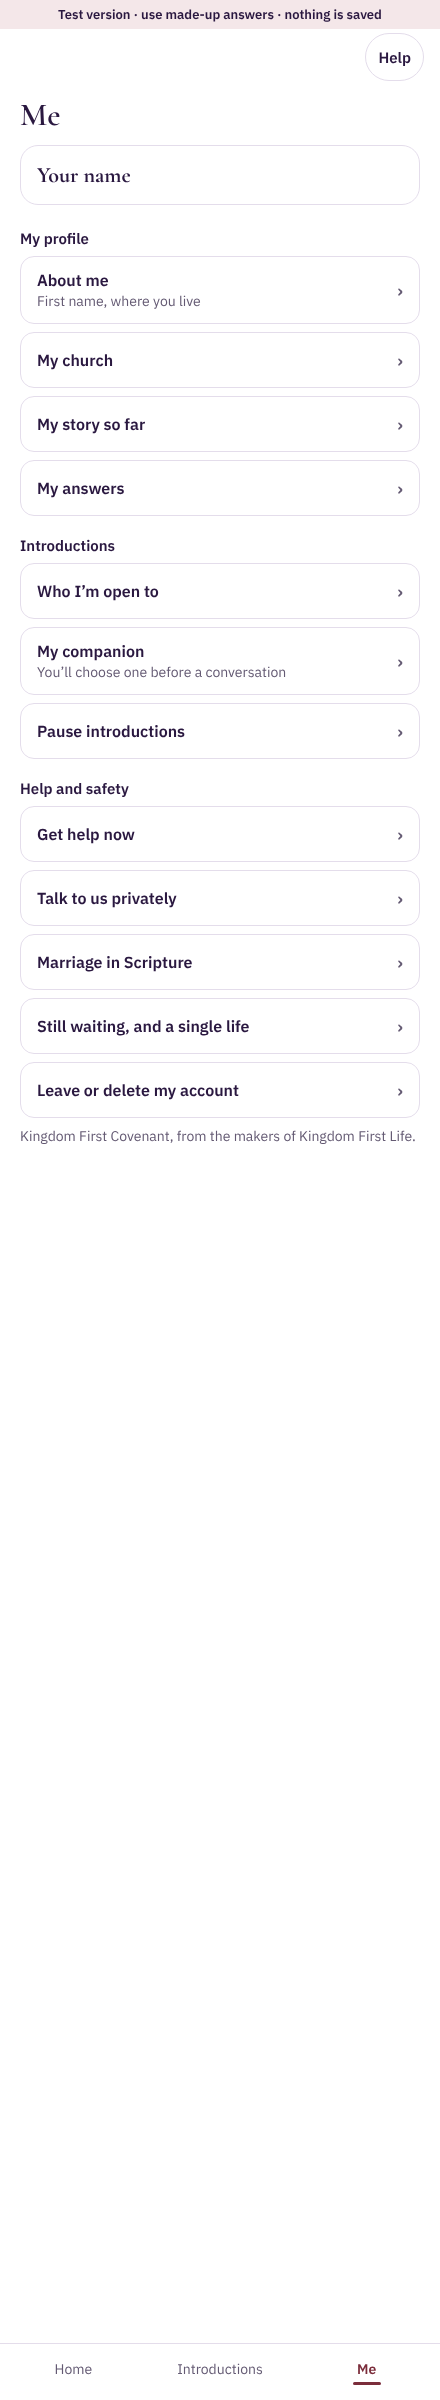 Test version · use made-up answers · nothing is saved
Help
Me
Your name
My profile
About me
First name, where you live
›
My church
›
My story so far
›
My answers
›
Introductions
Who I’m open to
›
My companion
You’ll choose one before a conversation
›
Pause introductions
›
Help and safety
Get help now
›
Talk to us privately
›
Marriage in Scripture
›
Still waiting, and a single life
›
Leave or delete my account
›
Kingdom First Covenant, from the makers of Kingdom First Life.
Home
Introductions
Me